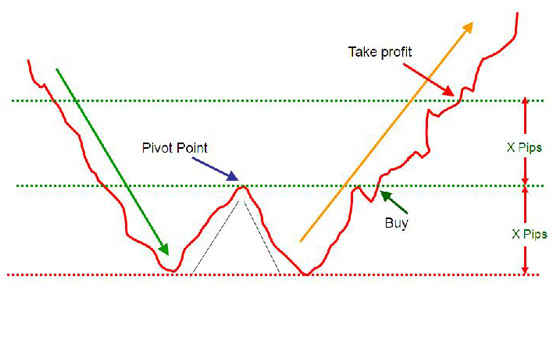 Take profit
Pivot Point
X Pips
Buy
X Pips